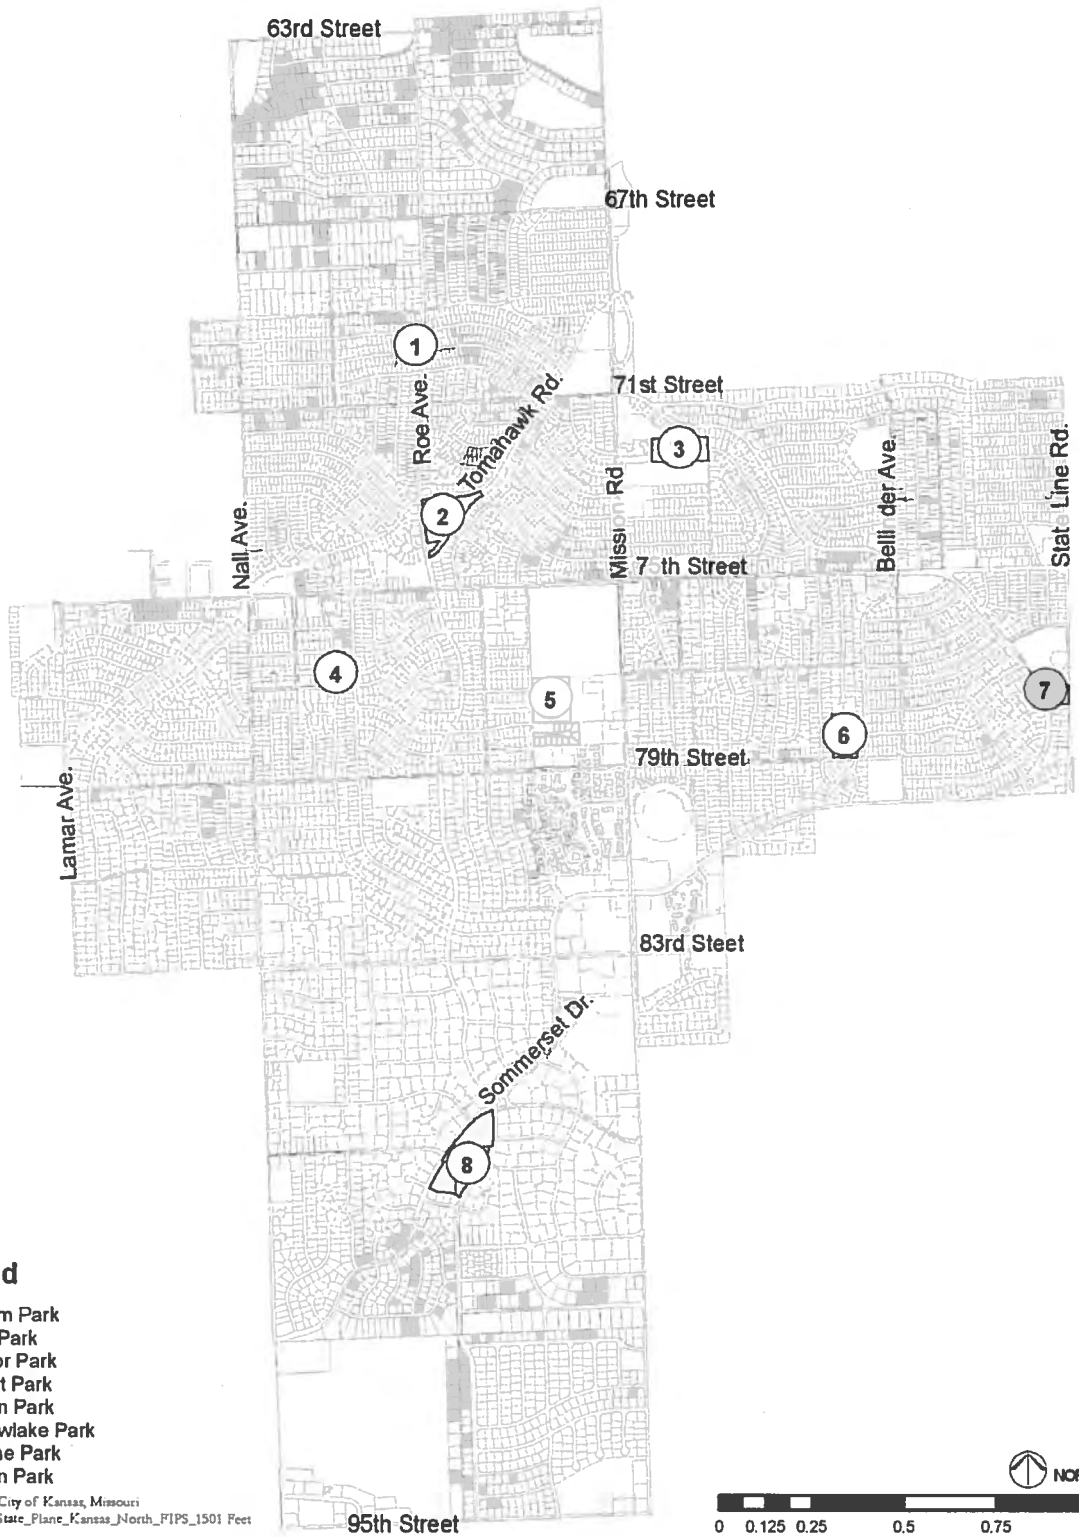 63rd Street
67th Street
1
71st Street
Roe Ave.
Tomahawk Rd.
3
Missi Rd
Belli der Ave.
State Line Rd.
2
Nall Ave.
7 th Street
4
5
7
6
79th Street
Lamar Ave.
83rd Steet
Sommerset Dr.
8
d
m Park
Park
or Park
t Park
n Park
wlake Park
ne Park
n Park
City of Kansas, Missouri
State_Plane_Kansas_North_FIPS_1501 Feet
95th Street
NOR
0 0.125 0.25 0.5 0.75